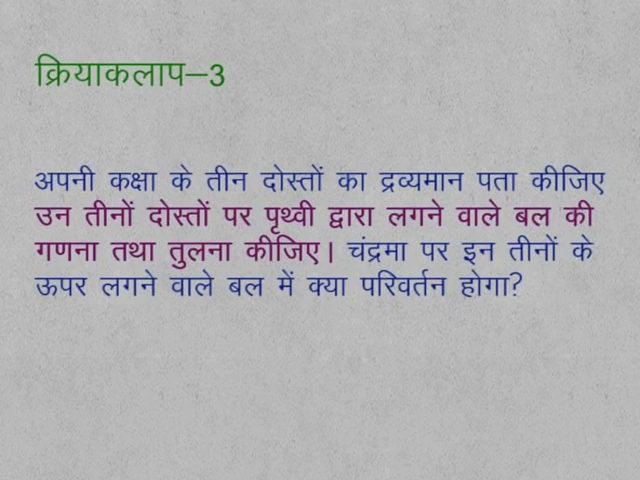 क्रियाकलाप–3
अपनी कक्षा के तीन दोस्तों का द्रव्यमान पता कीजिए
उन तीनों दोस्तों पर पृथ्वी द्वारा लगने वाले बल की
गणना तथा तुलना कीजिए। चंद्रमा पर इन तीनों के
ऊपर लगने वाले बल में क्या परिवर्तन होगा?